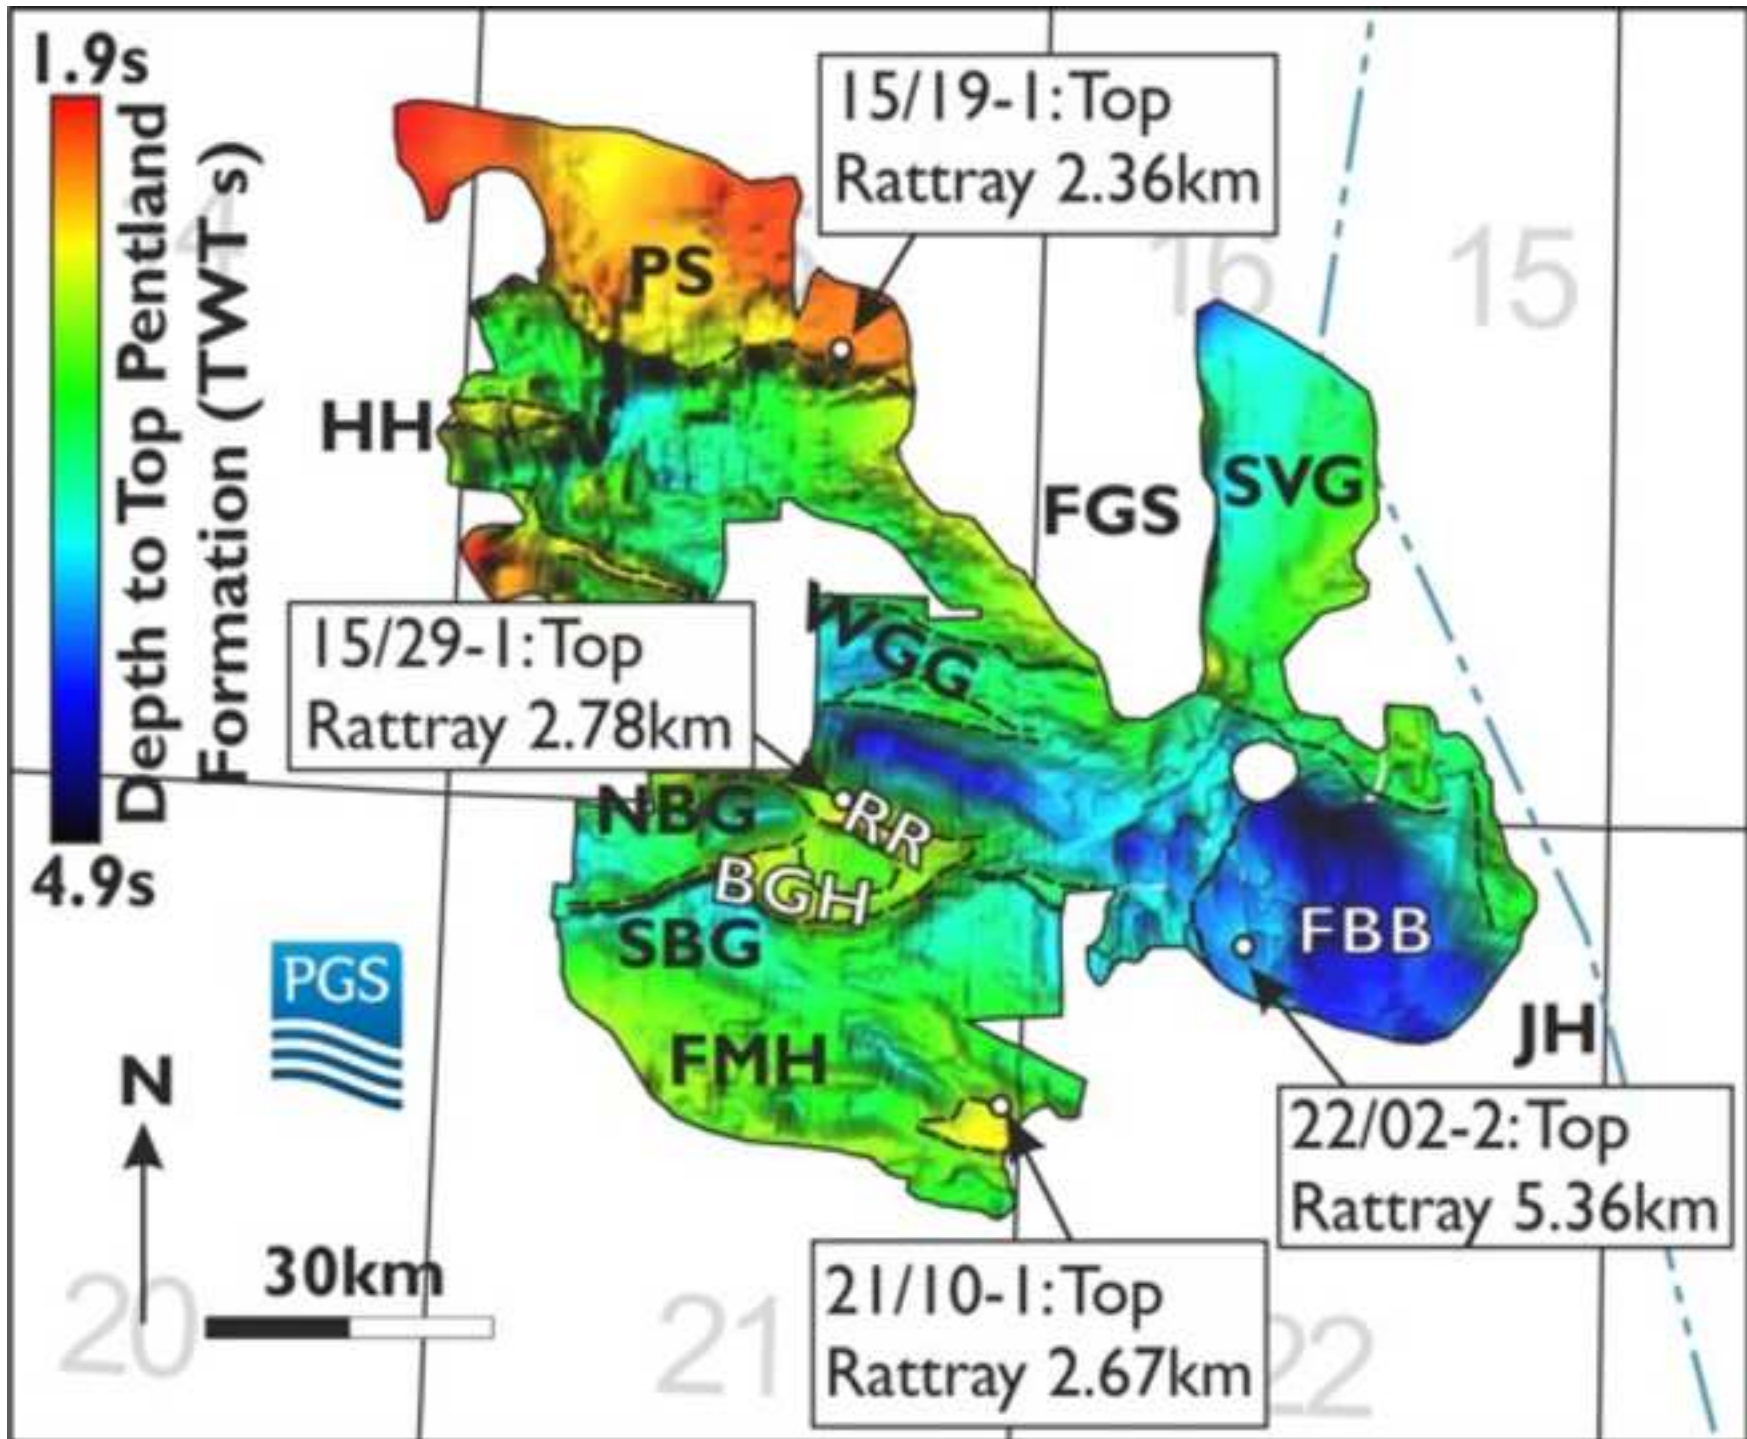 1.9s
Depth to Top Pentland
Formation (TWT s)
4.9s
15/19-1: Top
Rattray 2.36km
4
16
15
PS
HH
FGS
SVG
15/29-1: Top
Rattray 2.78km
WGG
NBG
RR
BGH
SBG
FBB
PGS
FMH
JH
N
22/02-2: Top
Rattray 5.36km
30km
21/10-1: Top
Rattray 2.67km
20
21
22